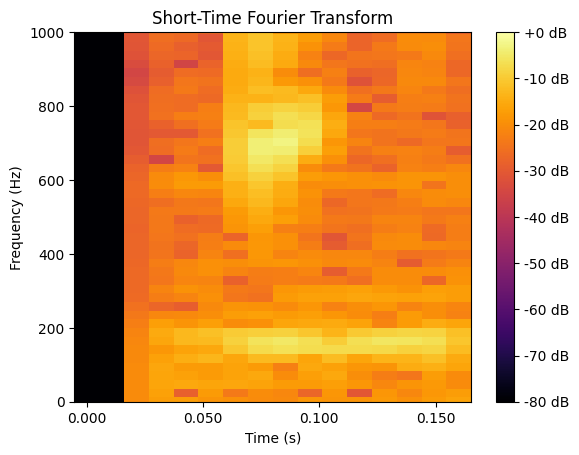 Short-Time Fourier Transform
1000
800
600
400
200
0
Frequency (Hz)
0.000
0.050
0.100
0.150
Time (s)
+0 dB
-10 dB
-20 dB
-30 dB
-40 dB
-50 dB
-60 dB
-70 dB
-80 dB